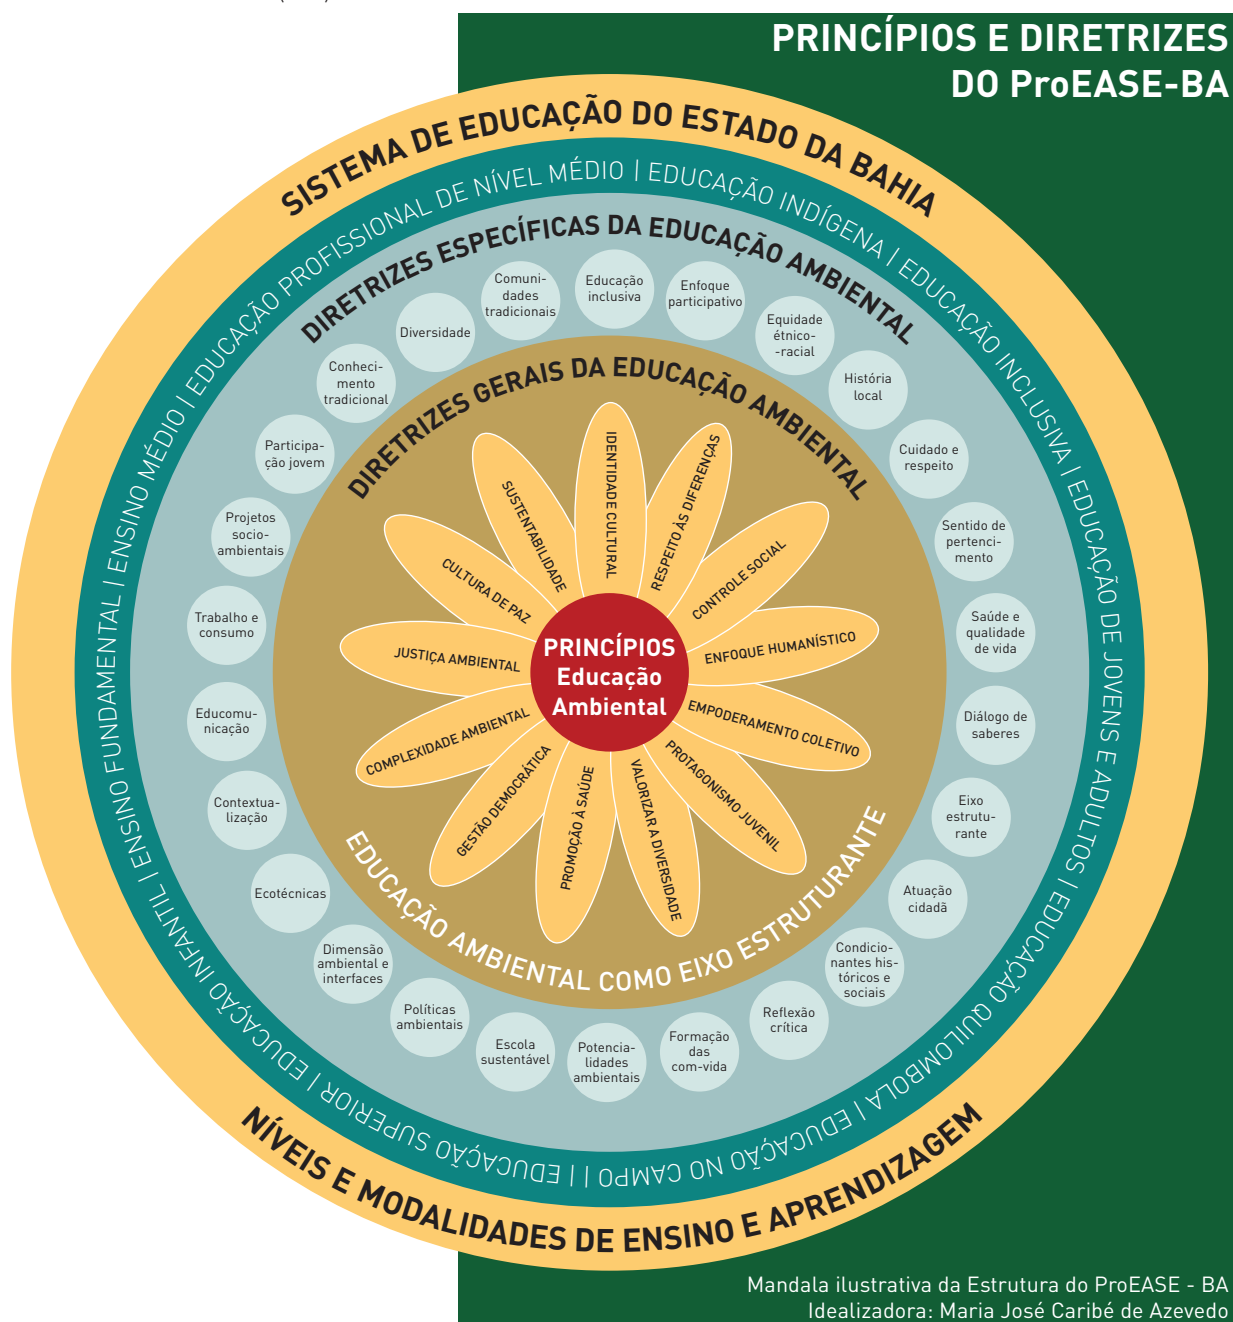 PRINCÍPIOS E DIRETRIZES
DO ProEASE-BA
SISTEMA DE EDUCAÇÃO DO ESTADO DA BAHIA
EDUCAÇÃO INFANTIL | ENSINO FUNDAMENTAL | ENSINO MÉDIO | EDUCAÇÃO PROFISSIONAL DE NÍVEL MÉDIO | EDUCAÇÃO INDÍGENA | EDUCAÇÃO INCLUSIVA | EDUCAÇÃO DE JOVENS E ADULTOS | EDUCAÇÃO QUILOMBOLA | EDUCAÇÃO NO CAMPO | | EDUCAÇÃO SUPERIOR |
DIRETRIZES ESPECÍFICAS DA EDUCAÇÃO AMBIENTAL
Educação
inclusiva
Enfoque
participativo
Equidade
étnico-
-racial
História
local
Cuidado e
respeito
Sentido de
pertenci-
mento
Saúde e
qualidade
de vida
Diálogo de
saberes
Eixo
estrutu-
rante
Atuação
cidadã
Condicio-
nantes his-
tóricos e
sociais
Reflexão
crítica
Formação
das
com-vida
Potencia-
lidades
ambientais
Escola
sustentável
Políticas
ambientais
Dimensão
ambiental e
interfaces
Ecotécnicas
Contextua-
lização
Educomu-
nicação
Trabalho e
consumo
Projetos
socio-
ambientais
Participa-
ção jovem
Conheci-
mento
tradicional
Diversidade
Comuni-
dades
tradicionais
DIRETRIZES GERAIS DA EDUCAÇÃO AMBIENTAL
IDENTIDADE CULTURAL
RESPEITO ÀS DIFERENÇAS
CONTROLE SOCIAL
ENFOQUE HUMANÍSTICO
EMPODERAMENTO COLETIVO
PROTAGONISMO JUVENIL
VALORIZAR A DIVERSIDADE
PROMOÇÃO À SAÚDE
GESTÃO DEMOCRÁTICA
COMPLEXIDADE AMBIENTAL
JUSTIÇA AMBIENTAL
CULTURA DE PAZ
SUSTENTABILIDADE
PRINCÍPIOS
Educação
Ambiental
EDUCAÇÃO AMBIENTAL COMO EIXO ESTRUTURANTE
NÍVEIS E MODALIDADES DE ENSINO E APRENDIZAGEM
Mandala ilustrativa da Estrutura do ProEASE - BA
Idealizadora: Maria José Caribé de Azevedo